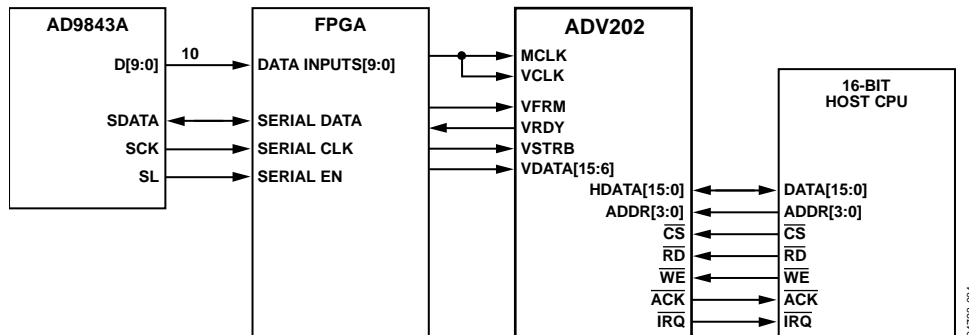 AD9843A
FPGA
ADV202
16-BIT
HOST CPU
D[9:0]
10
DATA INPUTS[9:0]
SDATA
SERIAL DATA
SCK
SERIAL CLK
SL
SERIAL EN
MCLK
VCLK
VFRM
VRDY
VSTRB
VDATA[15:6]
HDATA[15:0]
DATA[15:0]
ADDR[3:0]
ADDR[3:0]
CS
CS
RD
RD
WE
WE
ACK
ACK
IRQ
IRQ